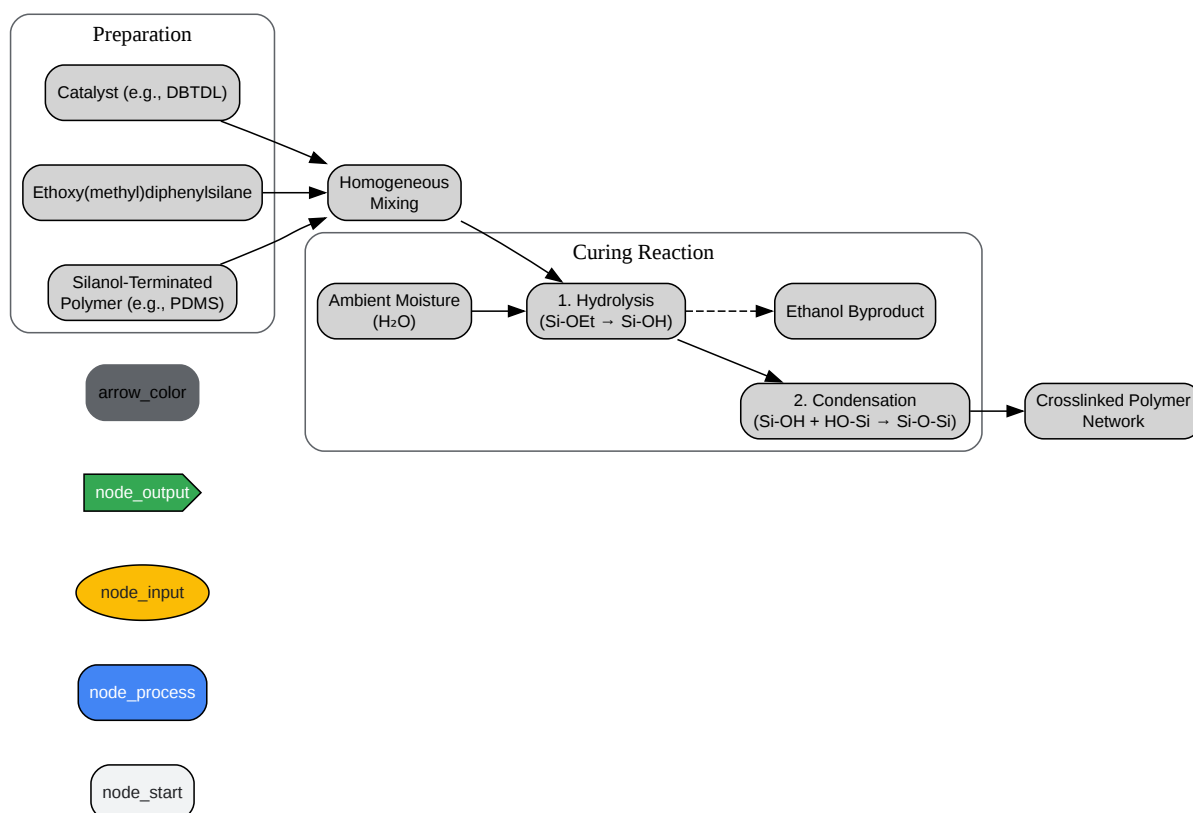 Preparation
Catalyst (e.g., DBTDL)
Ethoxy(methyl)diphenylsilane
Silanol-Terminated
Polymer (e.g., PDMS)
Homogeneous
Mixing
Curing Reaction
Ambient Moisture
(H₂O)
1. Hydrolysis
(Si-OEt → Si-OH)
Ethanol Byproduct
2. Condensation
(Si-OH + HO-Si → Si-O-Si)
Crosslinked Polymer
Network
arrow_color
node_output
node_input
node_process
node_start